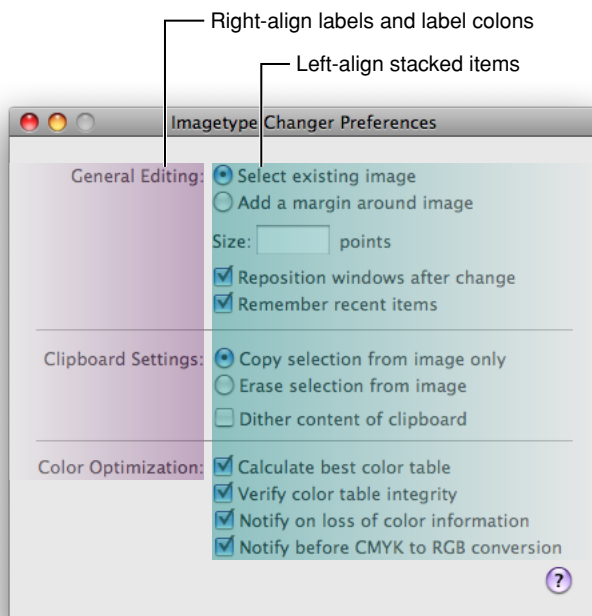 Right-align labels and label colons
Left-align stacked items
Imagetype Changer Preferences
General Editing: Select existing image
Add a margin around image
Size: points
Reposition windows after change
Remember recent items
Clipboard Settings: Copy selection from image only
Erase selection from image
Dither content of clipboard
Color Optimization: Calculate best color table
Verify color table integrity
Notify on loss of color information
Notify before CMYK to RGB conversion
?